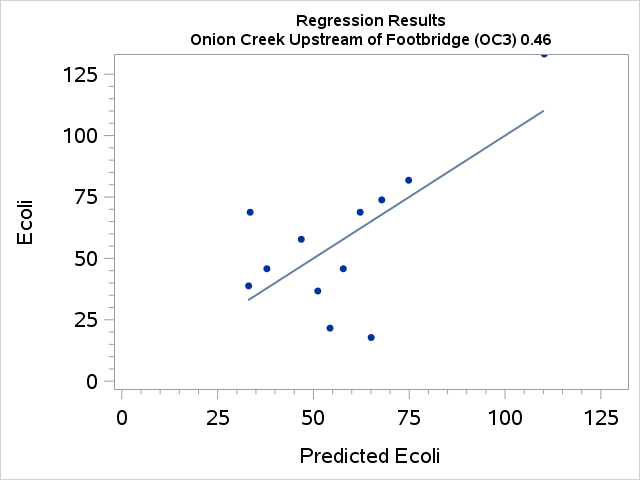 Regression Results
Onion Creek Upstream of Footbridge (OC3) 0.46
125
100
75
50
25
0
Ecoli
0 25 50 75 100 125
Predicted Ecoli